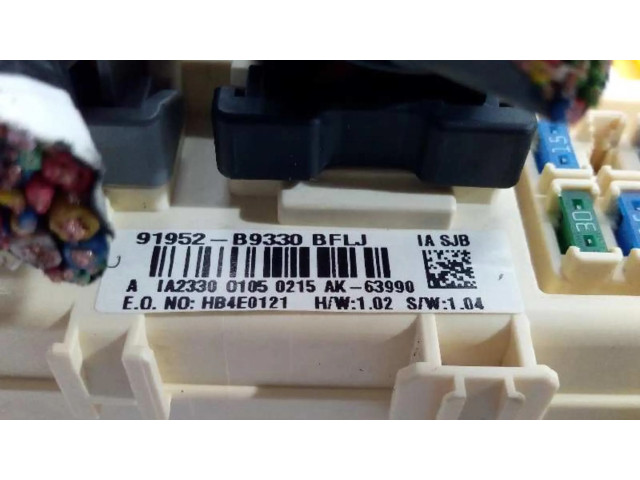 91952-B9330 BFLJ IA SJB
A IA2330 0105 0215 AK-63990
E.O. NO: HB4E0121 H/W:1.02 S/W:1.04
15
30